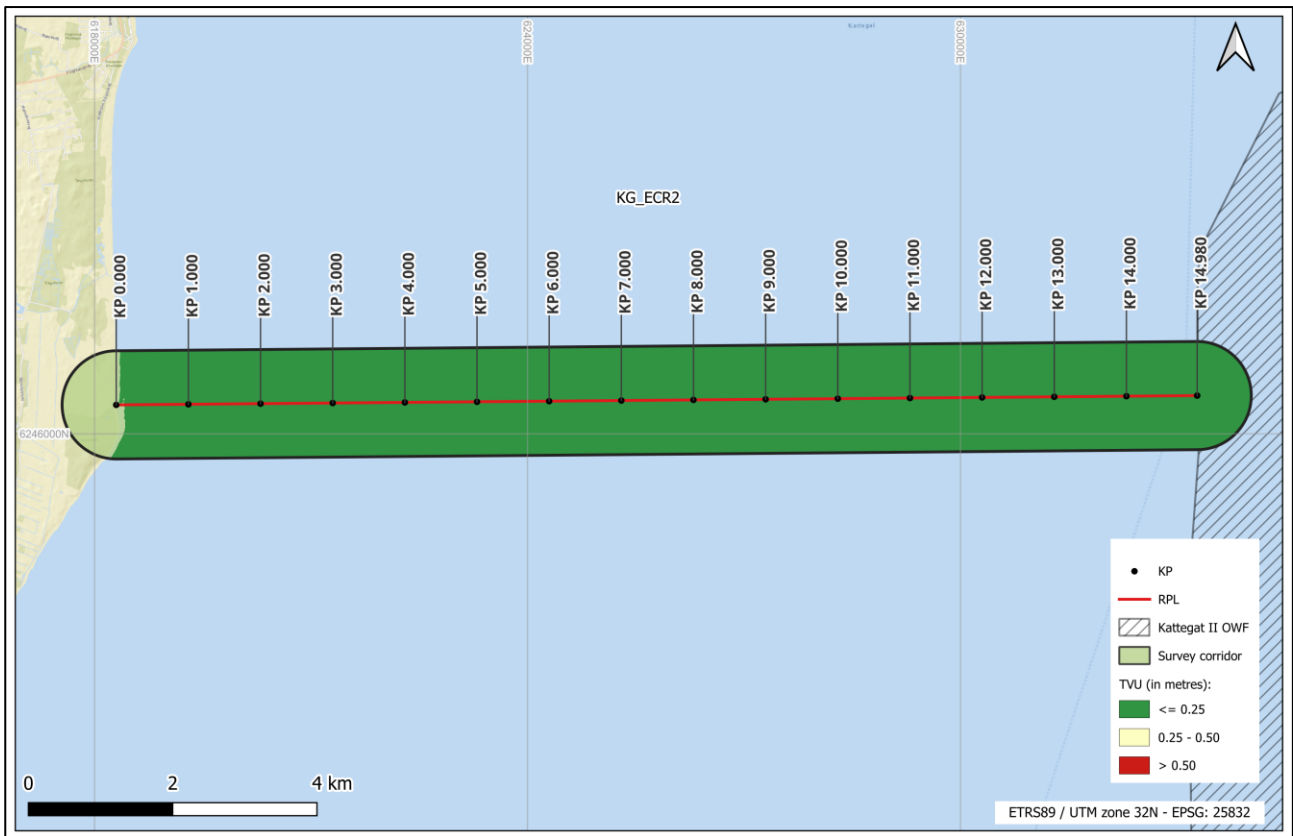 618000E
624000E
630000E
Kattegat
KG_ECR2
KP 0.000
KP 1.000
KP 2.000
KP 3.000
KP 4.000
KP 5.000
KP 6.000
KP 7.000
KP 8.000
KP 9.000
KP 10.000
KP 11.000
KP 12.000
KP 13.000
KP 14.000
KP 14.980
6246000N
KP
RPL
Kattegat II OWF
Survey corridor
TVU (in metres):
<= 0.25
0.25 - 0.50
> 0.50
0 2 4 km
ETRS89 / UTM zone 32N - EPSG: 25832